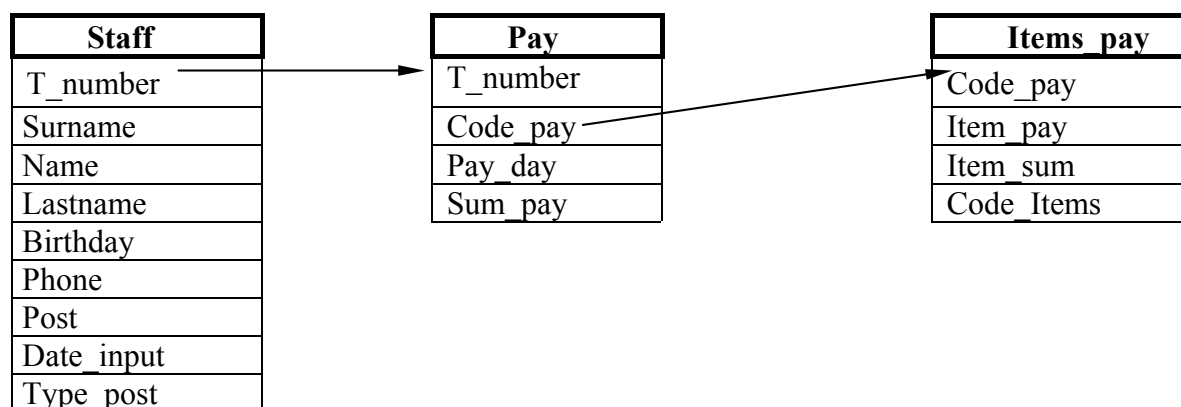 Staff
T_number
Surname
Name
Lastname
Birthday
Phone
Post
Date_input
Type_post
Pay
T_number
Code_pay
Pay_day
Sum_pay
Items_pay
Code_pay
Item_pay
Item_sum
Code_Items